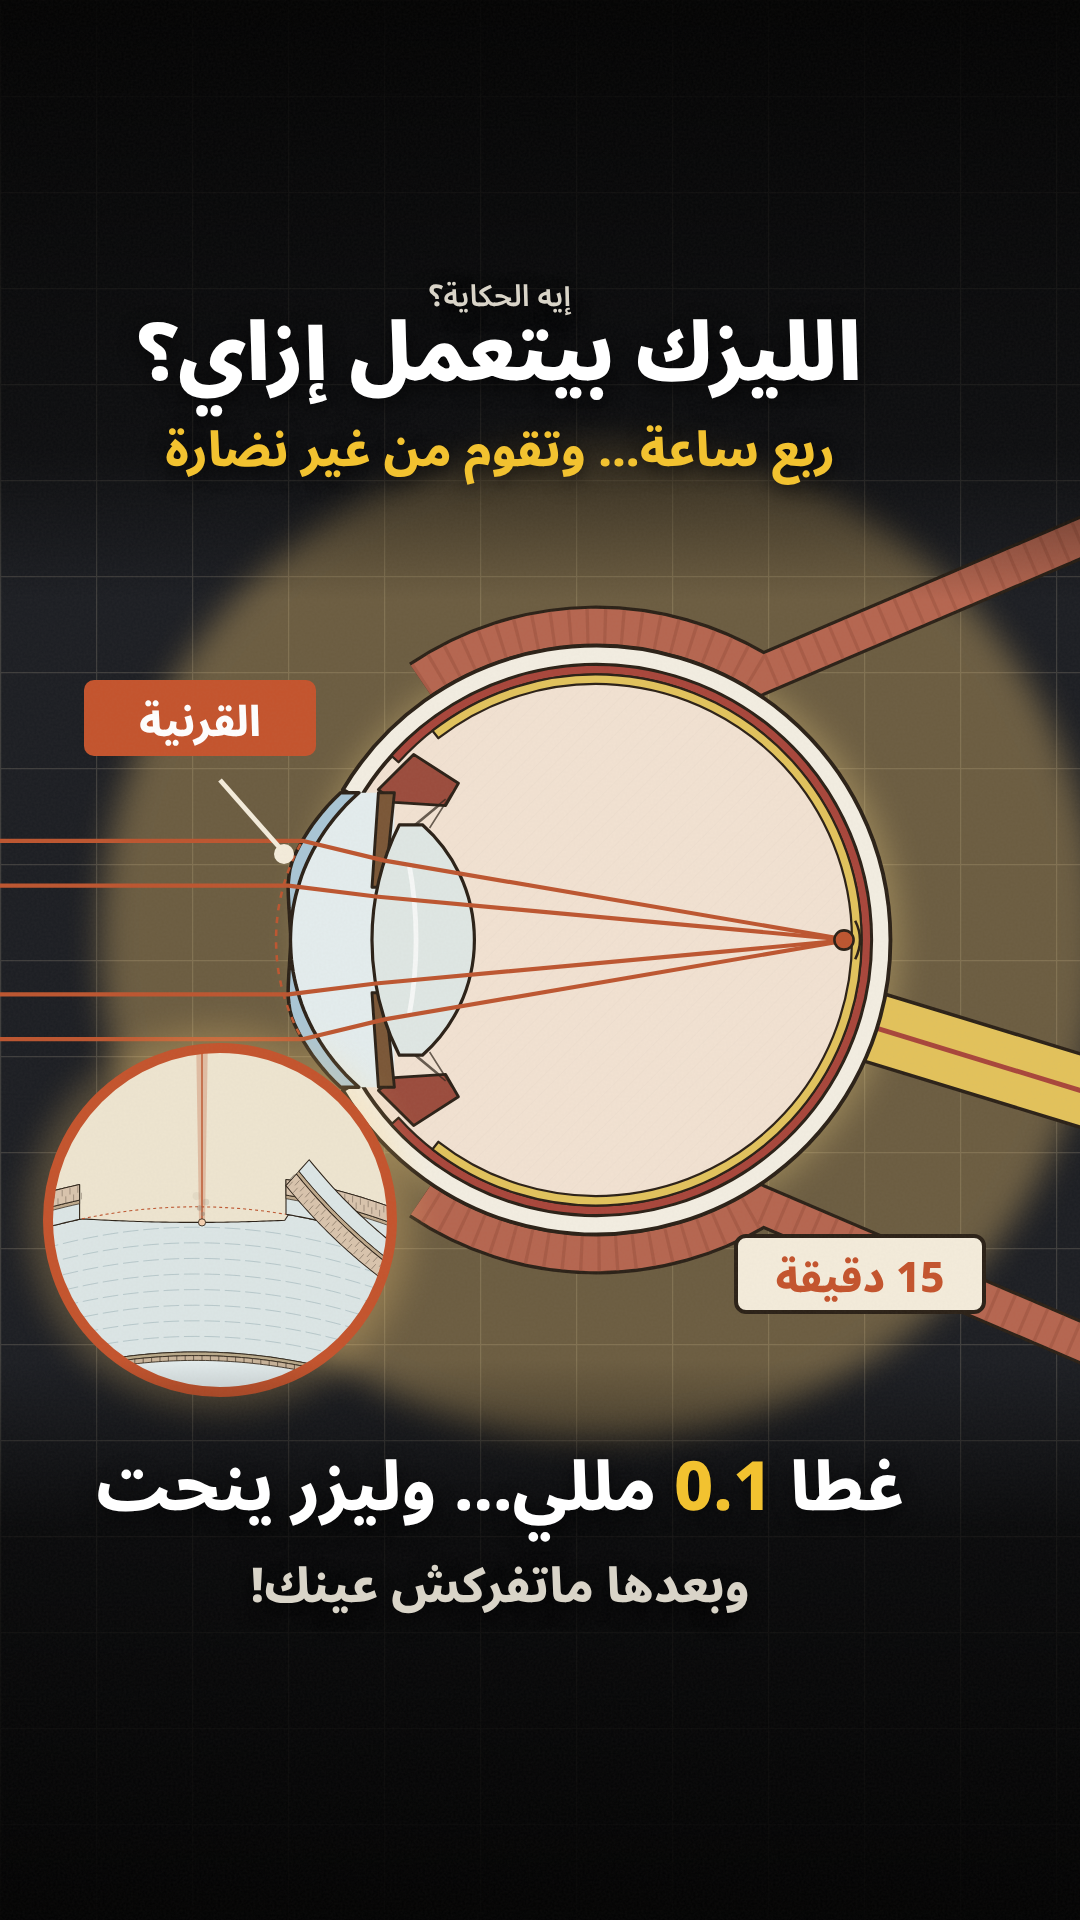 إيه الحكاية؟
الليزك بيتعمل إزاي؟
ربع ساعة... وتقوم من غير نضارة
القرنية
15 دقيقة
غطا 0.1 مللي... وليزر ينحت
وبعدها ماتفركش عينك!